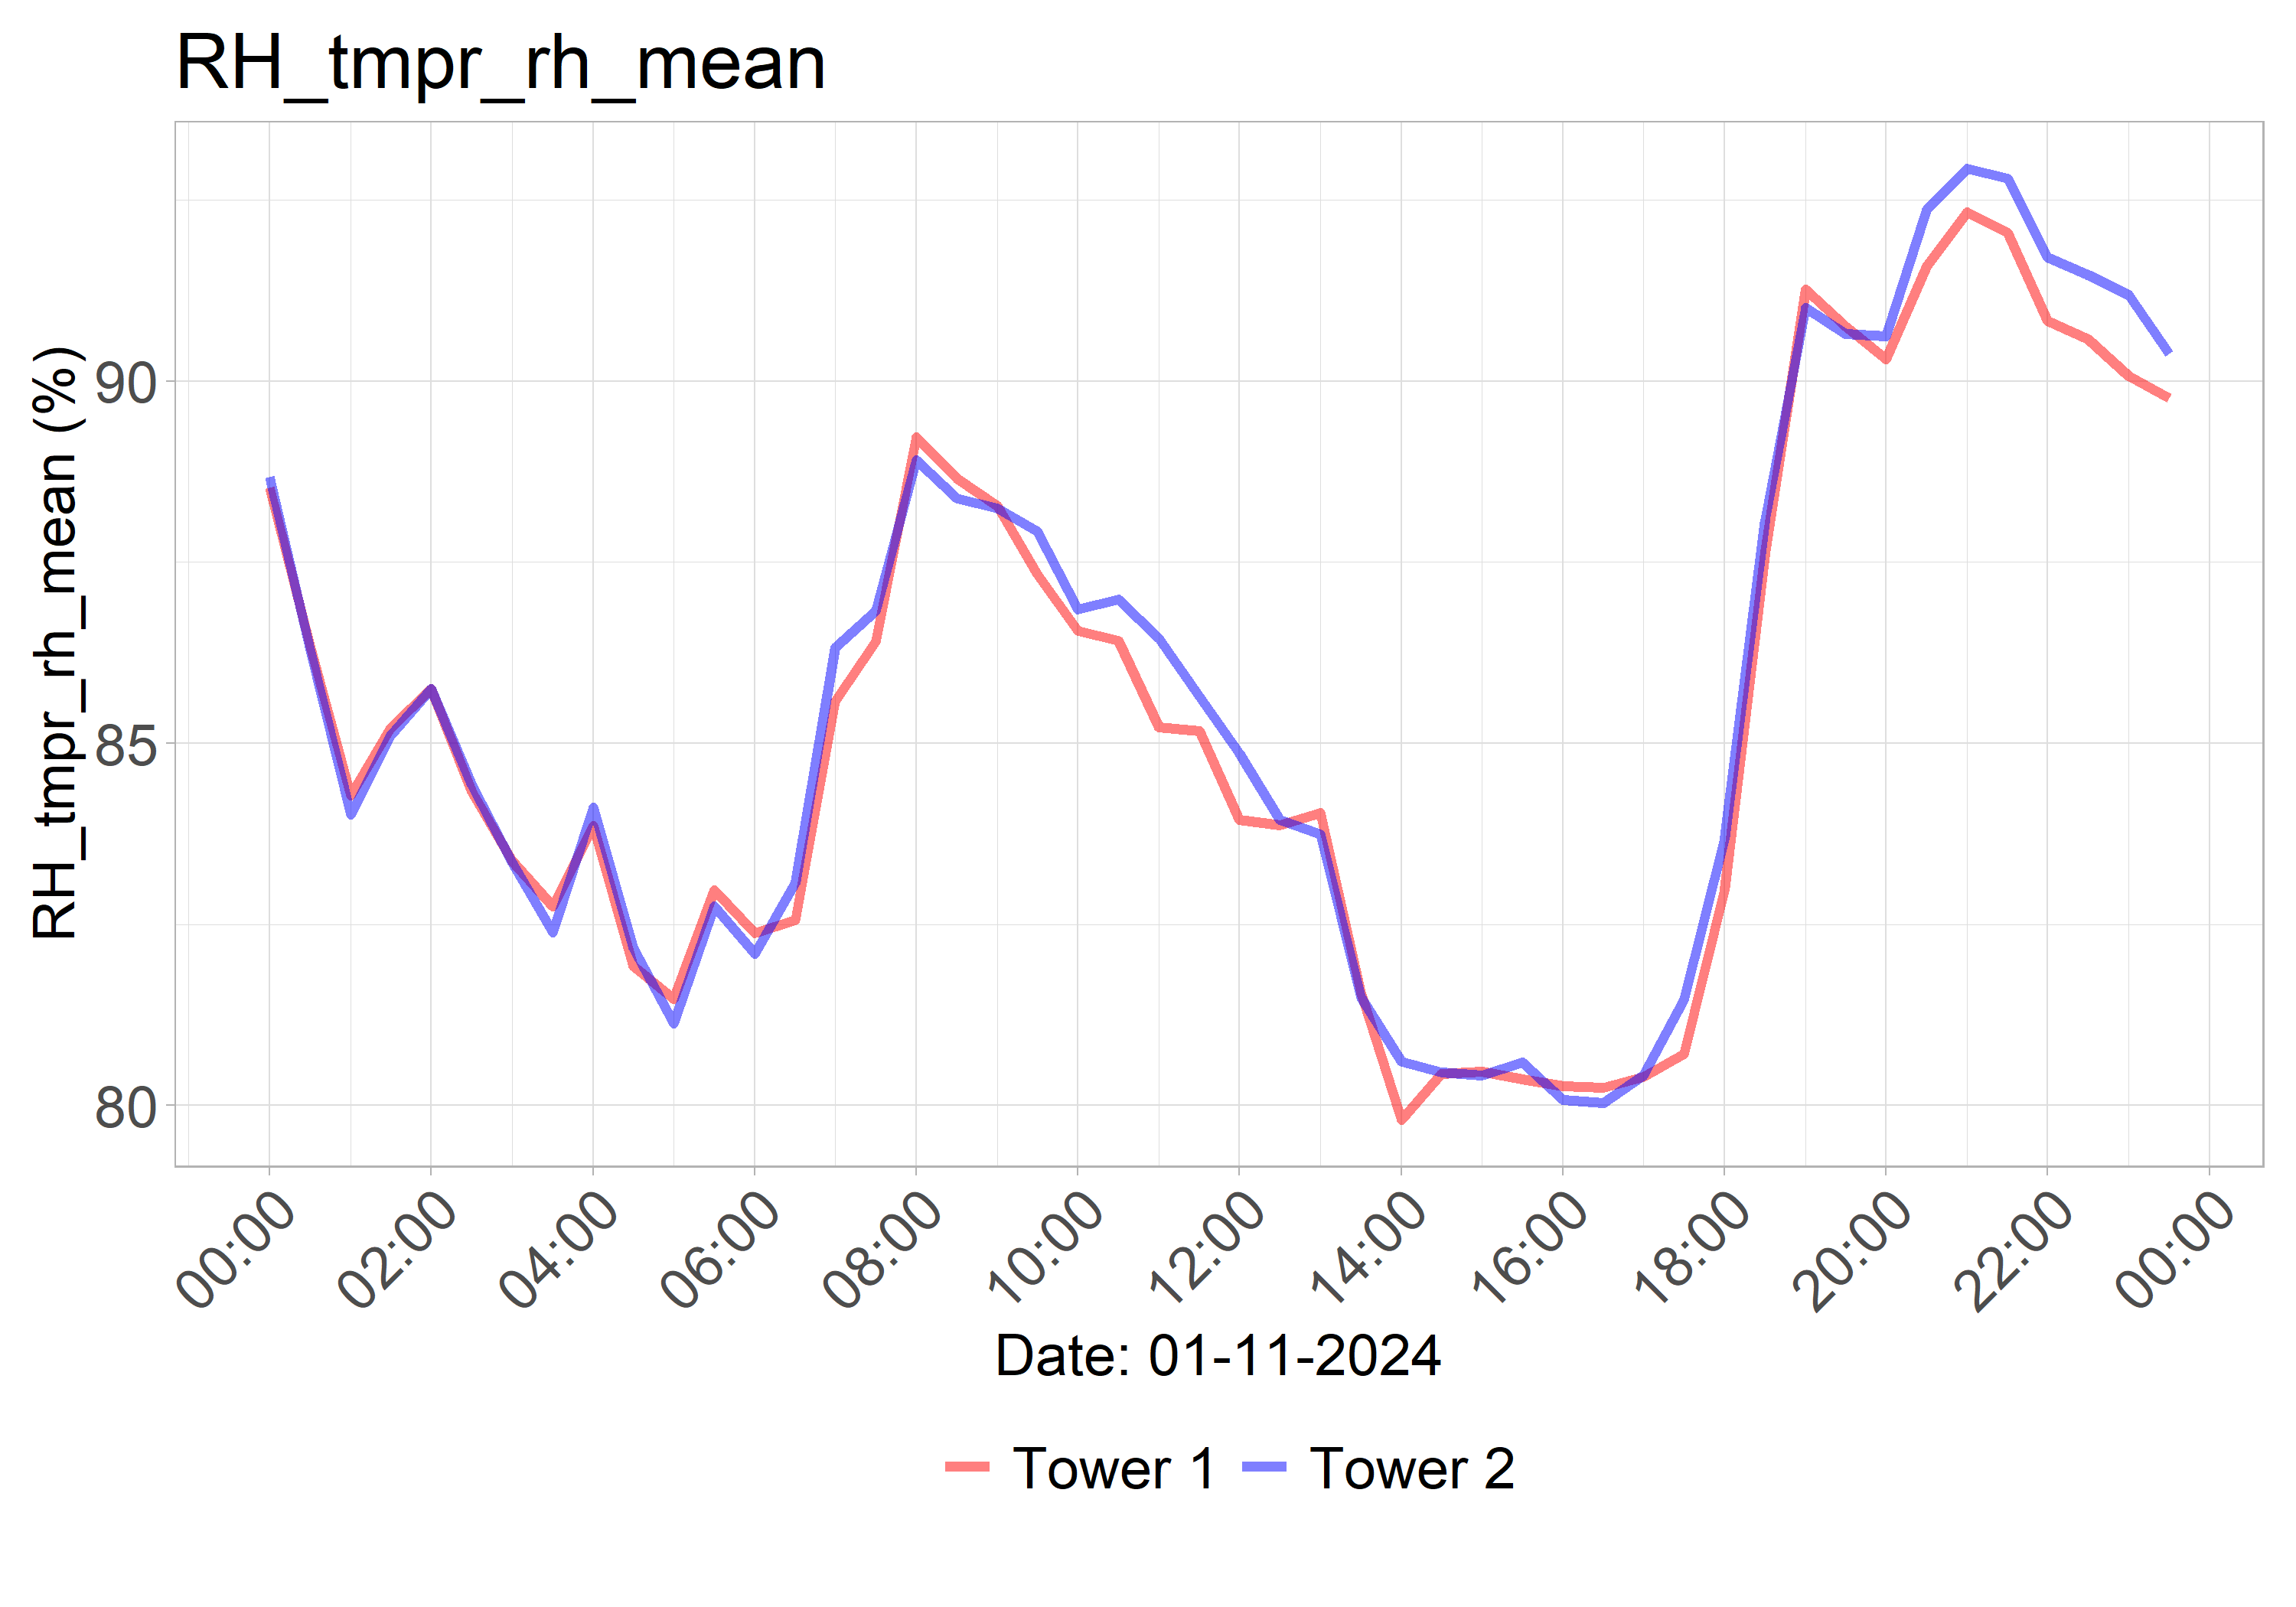 RH_tmpr_rh_mean
RH_tmpr_rh_mean (%)
90
85
80
00:00 02:00 04:00 06:00 08:00 10:00 12:00 14:00 16:00 18:00 20:00 22:00 00:00
Date: 01-11-2024
Tower 1 Tower 2